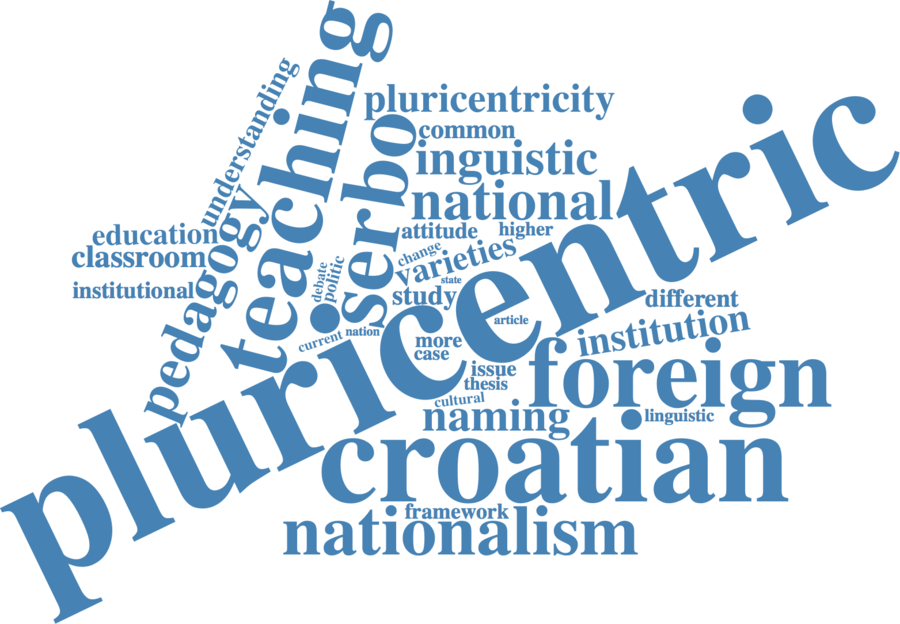 teaching
understanding
pluricentricity
serbo
common
inguistic
pluricentric
national
pedagogy
education
attitude
higher
classroom
change
varieties
debate
politic
state
institutional
study
different
article
institution
current
nation
more
case
foreign
issue
thesis
cultural
naming
linguistic
croatian
framework
nationalism